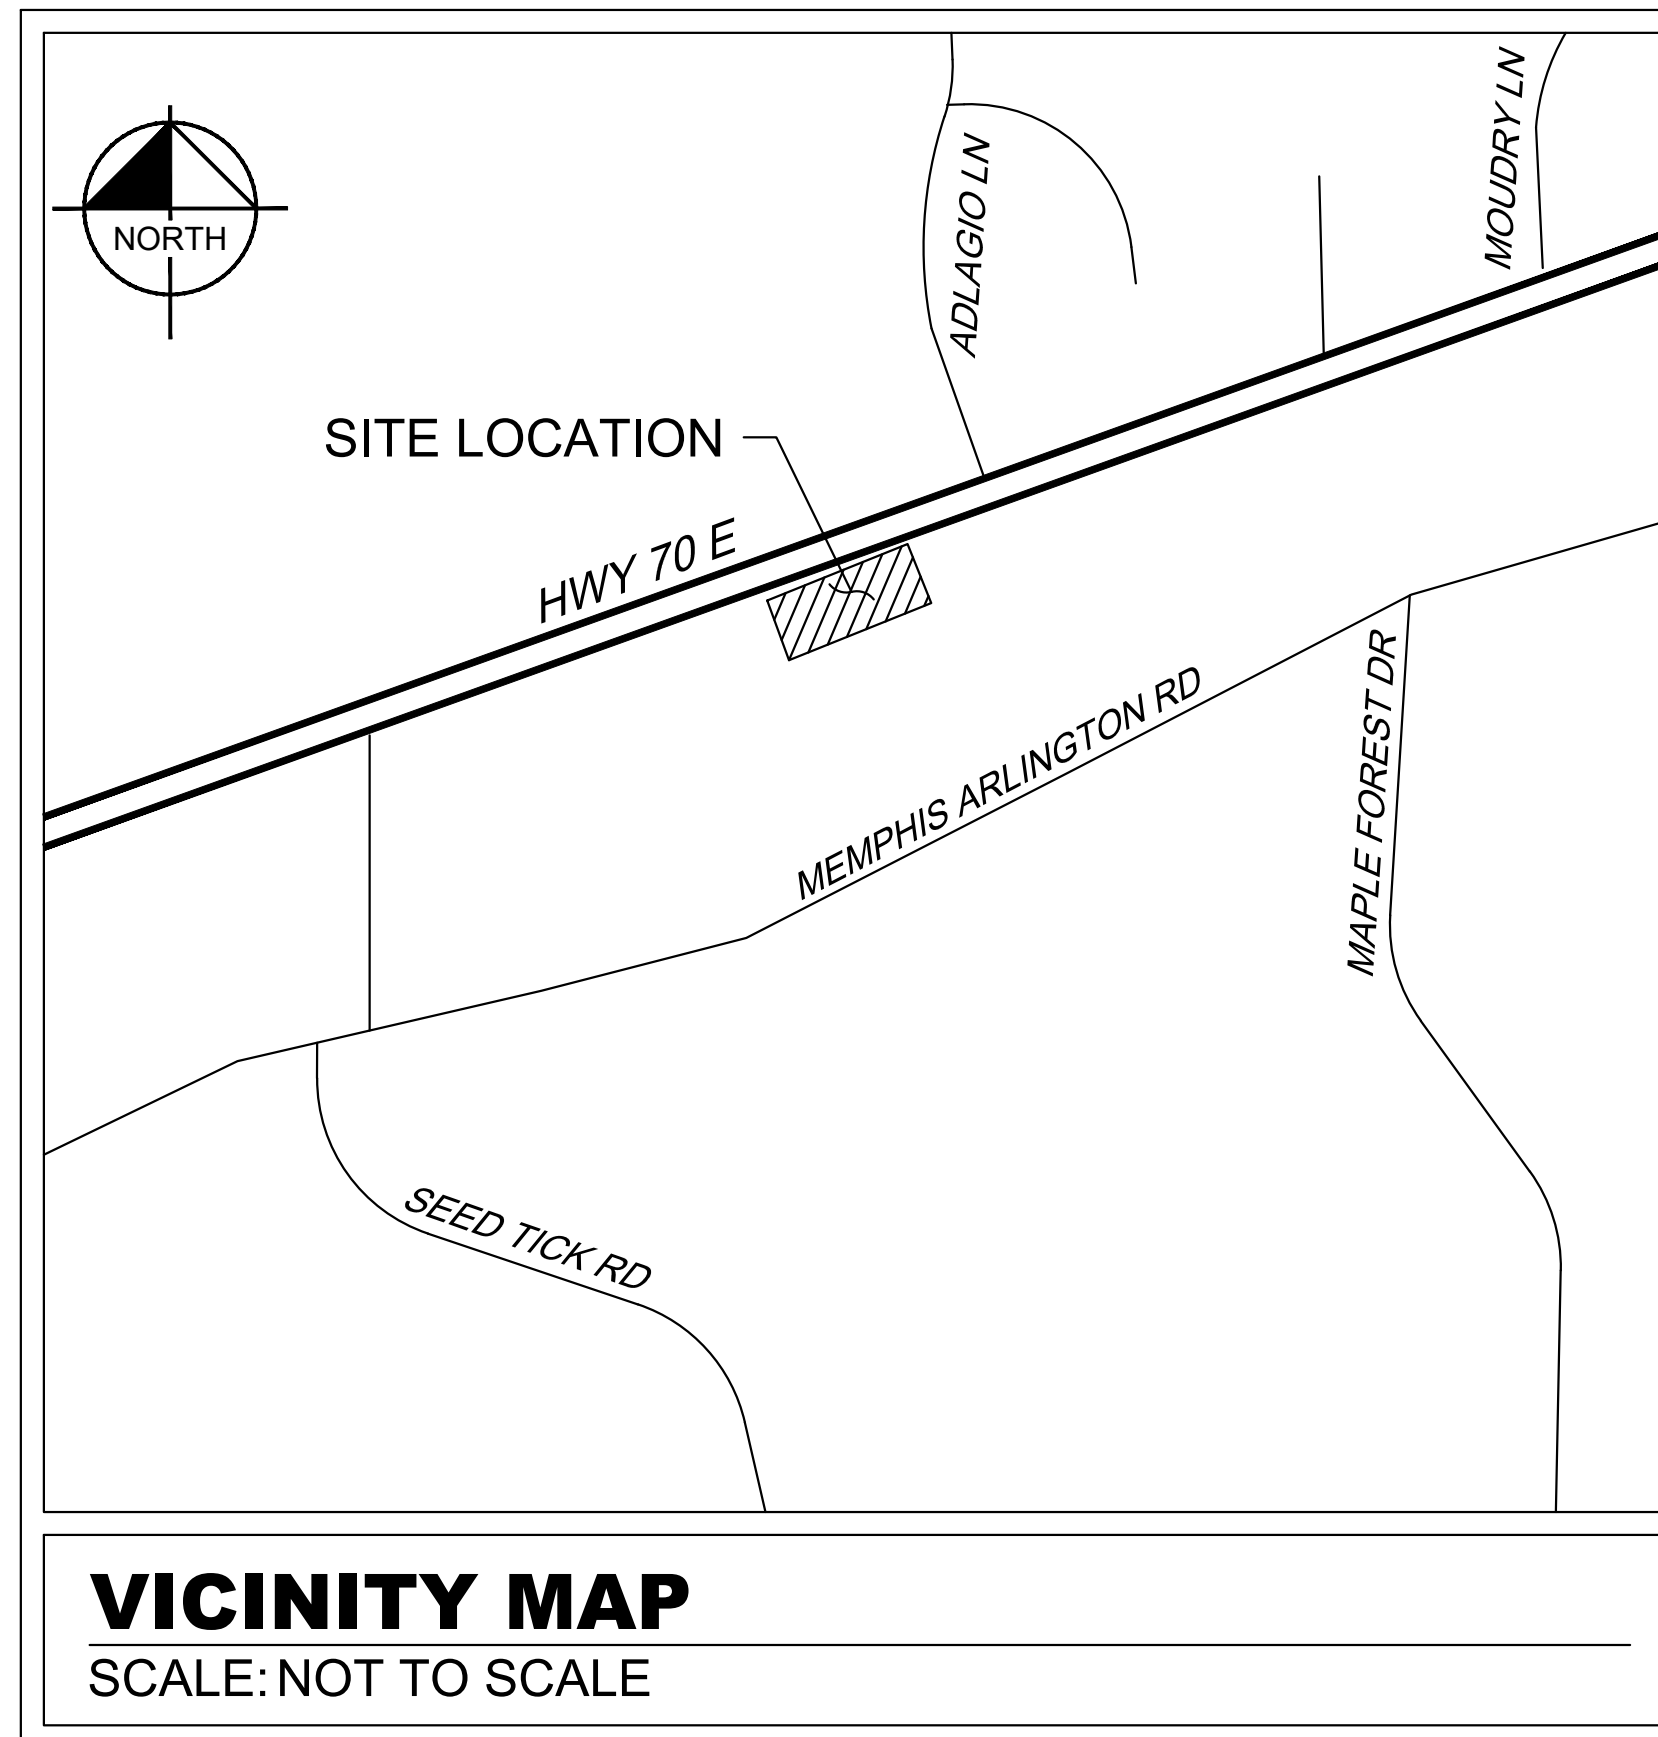 MOUDRY LN
ADLAGIO LN
NORTH
SITE LOCATION
HWY 70 E
MEMPHIS ARLINGTON RD
MAPLE FOREST DR
SEED TICK RD
VICINITY MAP
SCALE: NOT TO SCALE